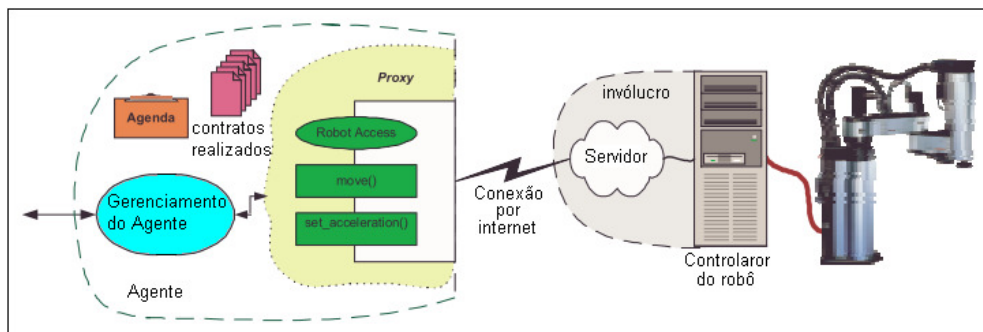 Agenda
contratos
realizados
Proxy
Robot Access
move()
set_acceleration()
Gerenciamento
do Agente
Agente
Conexão
por
internet
invólucro
Servidor
Controlaror
do robô